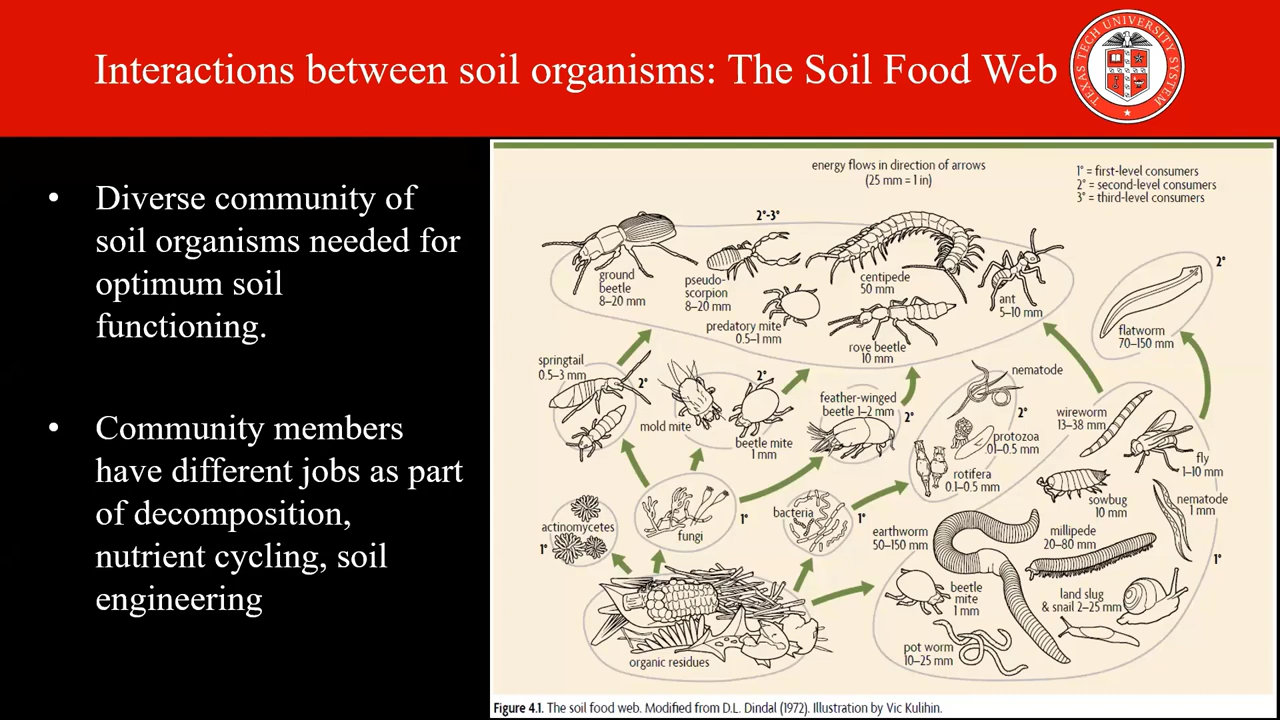 Interactions between soil organisms: The Soil Food Web
TEXAS TECH UNIVERSITY SYSTEM
• Diverse community of
soil organisms needed for
optimum soil
functioning.
• Community members
have different jobs as part
of decomposition,
nutrient cycling, soil
engineering
energy flows in direction of arrows
(25 mm = 1 in)
1° = first-level consumers
2° = second-level consumers
3° = third-level consumers
2°-3°
ground
beetle
8–20 mm
pseudo-
scorpion
8–20 mm
predatory mite
0.5–1 mm
centipede
50 mm
rove beetle
10 mm
ant
5–10 mm
2°
flatworm
70–150 mm
springtail
0.5–3 mm
2°
mold mite
2°
beetle mite
1 mm
feather-winged
beetle 1–2 mm
2°
nematode
2°
protozoa
.01–0.5 mm
rotifera
0.1–0.5 mm
wireworm
13–38 mm
fly
1–10 mm
sowbug
10 mm
nematode
1 mm
actinomycetes
1°
fungi
1°
bacteria
1°
earthworm
50–150 mm
millipede
20–80 mm
1°
beetle
mite
1 mm
land slug
& snail 2–25 mm
pot worm
10–25 mm
organic residues
Figure 4.1. The soil food web. Modified from D.L. Dindal (1972). Illustration by Vic Kulihin.